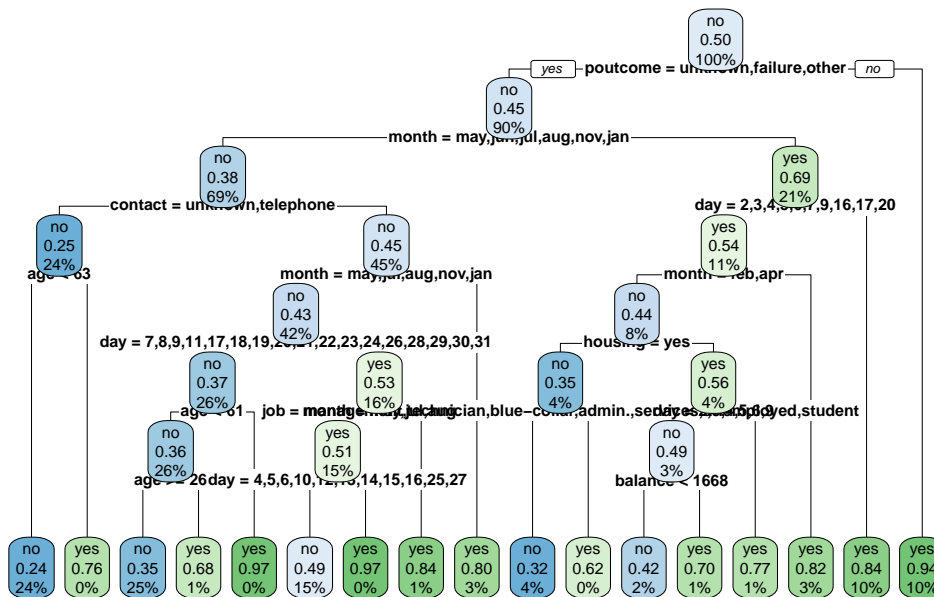 no
0.50
100%
yes poutcome = unknown,failure,other no
no
0.45
90%
month = may,jun,jul,aug,nov,jan
no
0.38
69%
yes
0.69
21%
contact = unknown,telephone
day = 2,3,4,5,6,7,9,16,17,20
no
0.25
24%
no
0.45
45%
yes
0.54
11%
age < 63
month = may,jul,aug,nov,jan
month = feb,apr
no
0.43
42%
no
0.44
8%
day = 7,8,9,11,17,18,19,20,21,22,23,24,26,28,29,30,31
housing = yes
no
0.37
26%
yes
0.53
16%
no
0.35
4%
yes
0.56
4%
age < 61
job =
no
0.36
26%
yes
0.51
15%
no
0.49
3%
age >= 26
day = 4,5,6,10,12,13,14,15,16,25,27
balance < 1668
no
0.24
24%
yes
0.76
0%
no
0.35
25%
yes
0.68
1%
yes
0.97
0%
no
0.49
15%
yes
0.97
0%
yes
0.84
1%
yes
0.80
3%
no
0.32
4%
yes
0.62
0%
no
0.42
2%
yes
0.70
1%
yes
0.77
1%
yes
0.82
3%
yes
0.84
10%
yes
0.94
10%